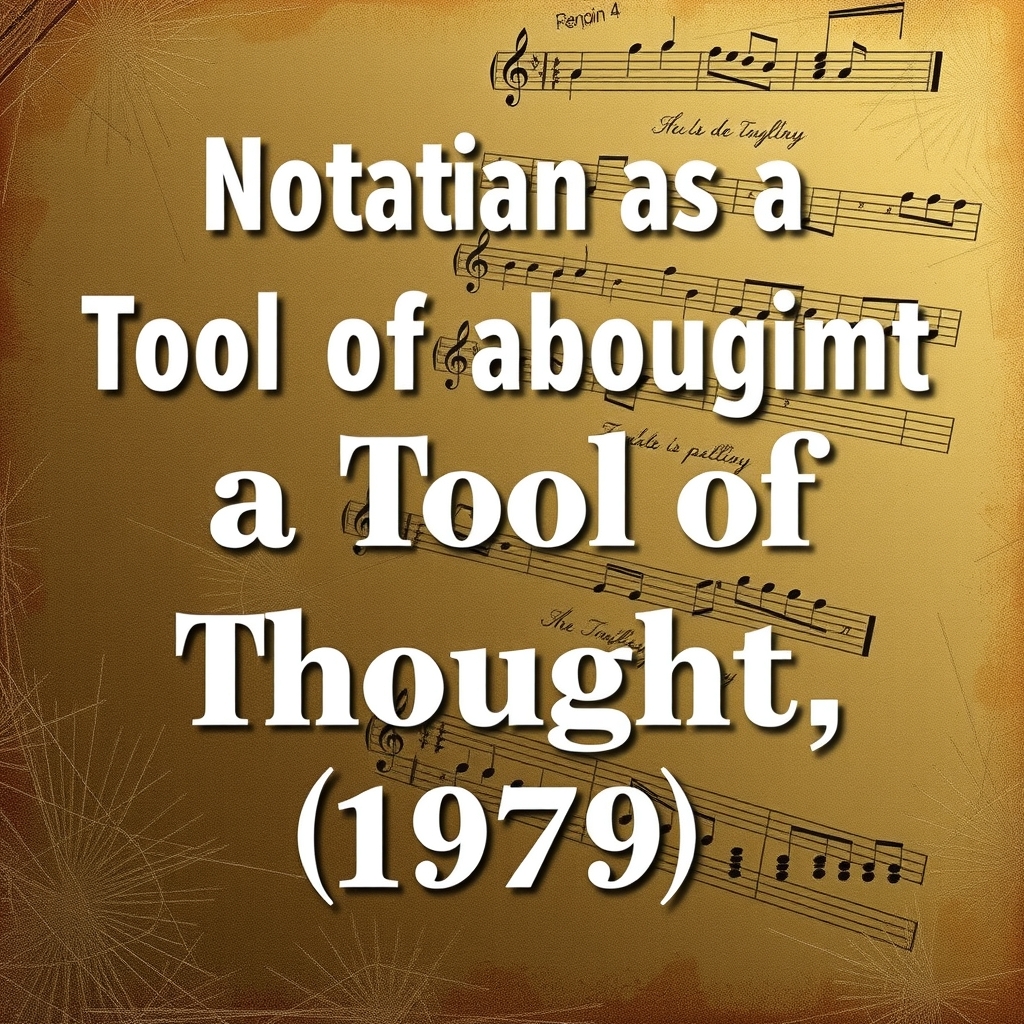 Notatian as a
Tool of abougimt
a Tool of
Thought,
(1979)